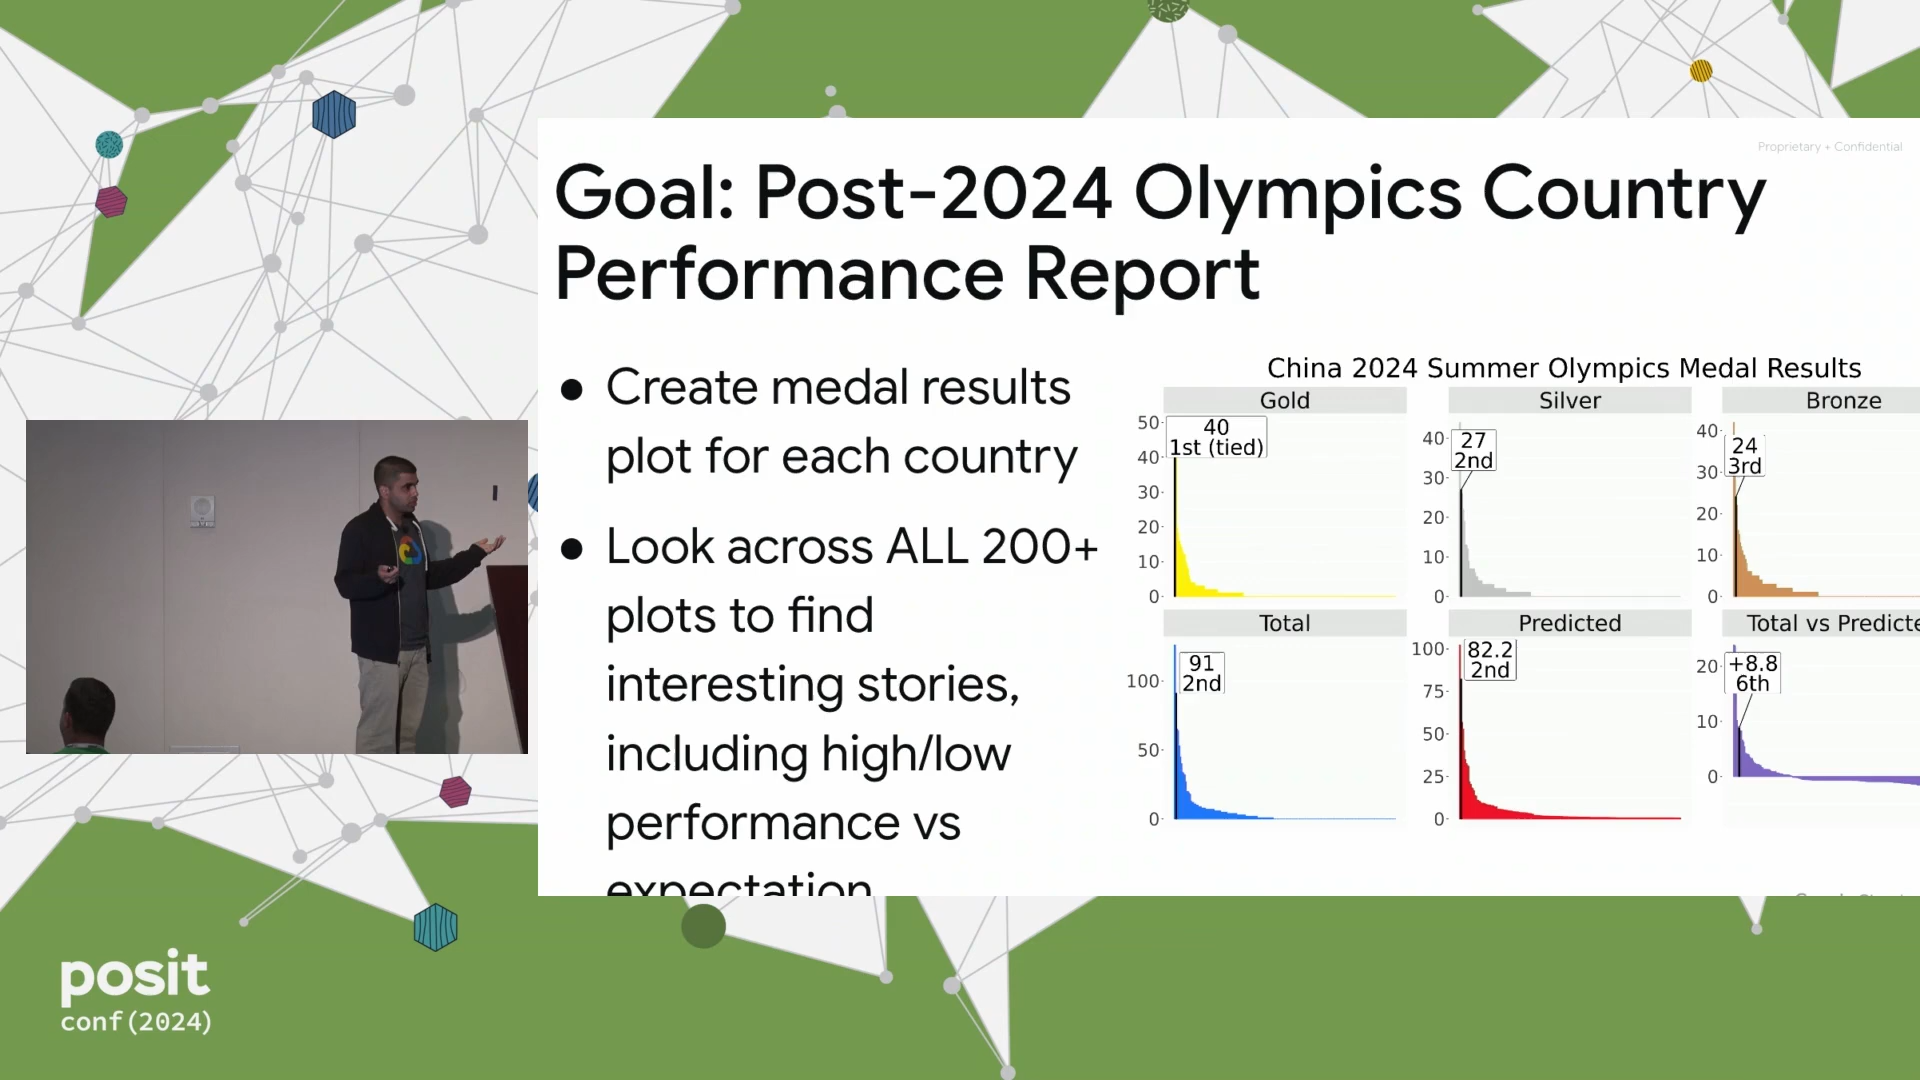 Proprietary + Confidential
Goal: Post-2024 Olympics Country
Performance Report
● Create medal results
plot for each country
● Look across ALL 200+
plots to find
interesting stories,
including high/low
performance vs
expectation
China 2024 Summer Olympics Medal Results
Gold
50
40
30
20
10
0
40
1st (tied)
Silver
40
30
20
10
0
27
2nd
Bronze
40
30
20
10
0
24
3rd
Total
100
50
0
91
2nd
Predicted
100
75
50
25
0
82.2
2nd
Total vs Predicte
20
10
0
+8.8
6th
posit
conf(2024)